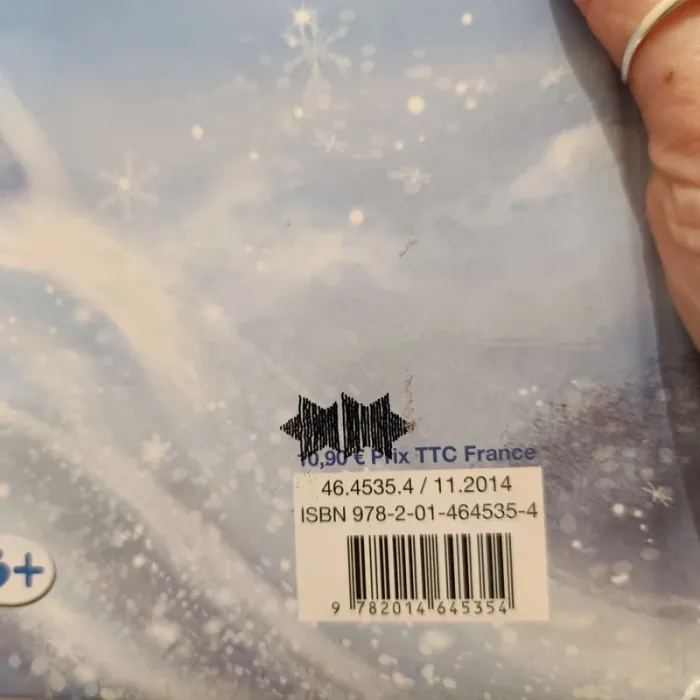 10,90 € Prix TTC France
46.4535.4 / 11.2014
ISBN 978-2-01-464535-4
9 782014 645354
+